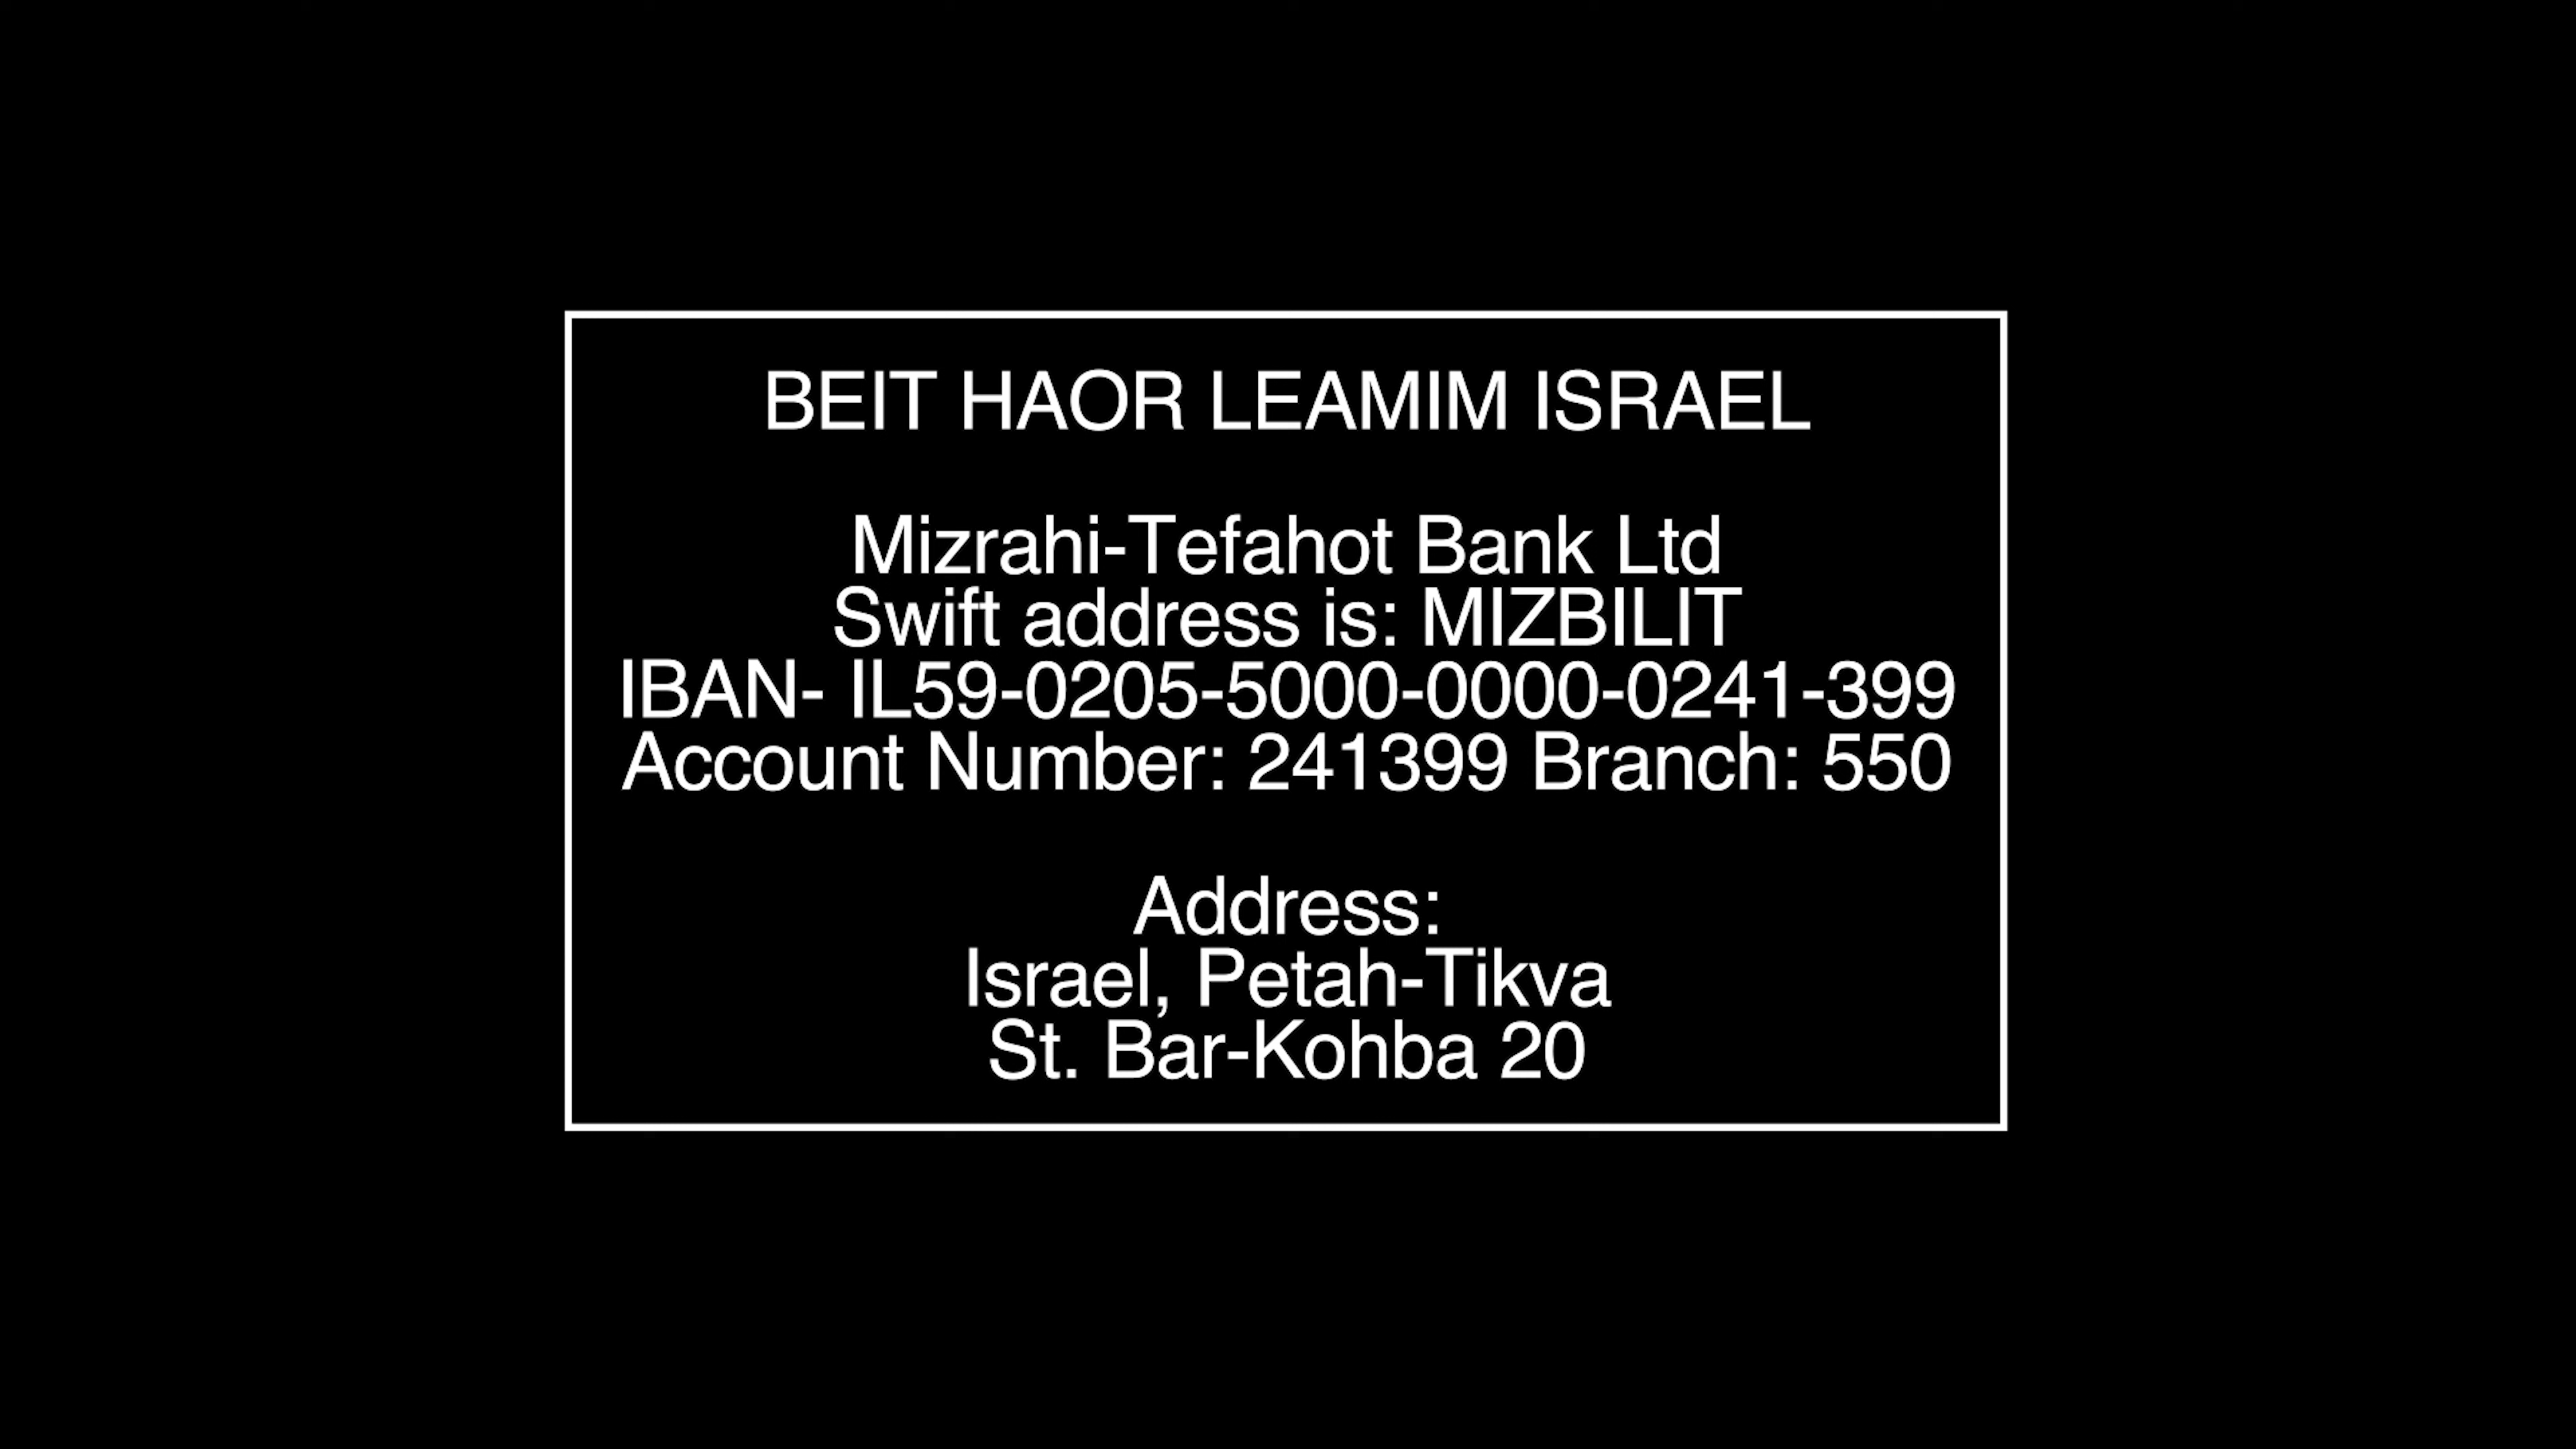 BEIT HAOR LEAMIM ISRAEL
Mizrahi-Tefahot Bank Ltd
Swift address is: MIZBILIT
IBAN- IL59-0205-5000-0000-0241-399
Account Number: 241399 Branch: 550
Address:
Israel, Petah-Tikva
St. Bar-Kohba 20